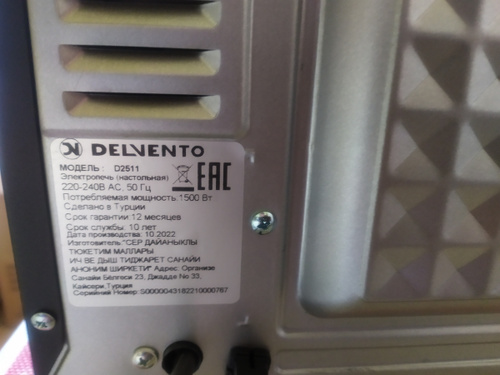 DELVENTO
МОДЕЛЬ: D2511
Электропечь (настольная)
220-240В AC, 50 Гц
Потребляемая мощность:1500 Вт
Сделано в Турции
Срок гарантии 12 месяцев
Срок службы: 10 лет
Дата производства: 10.2022
Изготовитель:"СЕР ДАЙАНЫКЛЫ
ТЮКЕТИМ МАЛЛАРЫ
ИЧ ВЕ ДЫШ ТИДЖАРЕТ САНАЙИ
АНОНИМ ШИРКЕТИ" Адрес: Организе
Санайи Бёлгеси 23, Джадде No 33,
Кайсери,Турция
Серийний Номер: S0000043182210000767
EAC